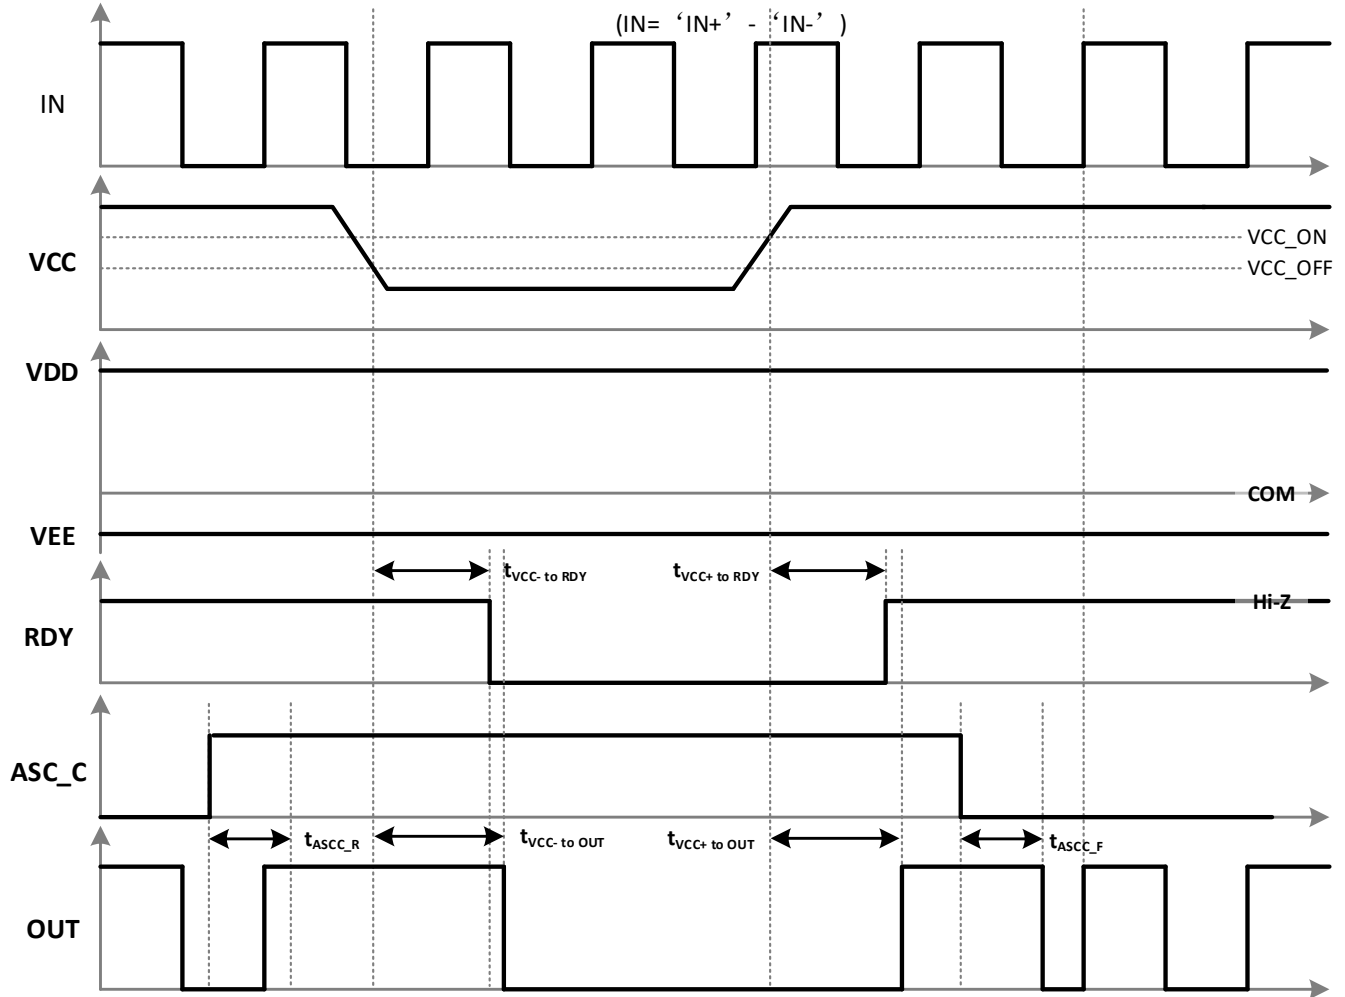 (IN= ‘IN+’ - ‘IN-’ )
IN
VCC_ON
VCC
VCC_OFF
VDD
COM
VEE
tVCC- to RDY
tVCC+ to RDY
Hi-Z
RDY
ASC_C
tASCC_R
tVCC- to OUT
tVCC+ to OUT
tASCC_F
OUT